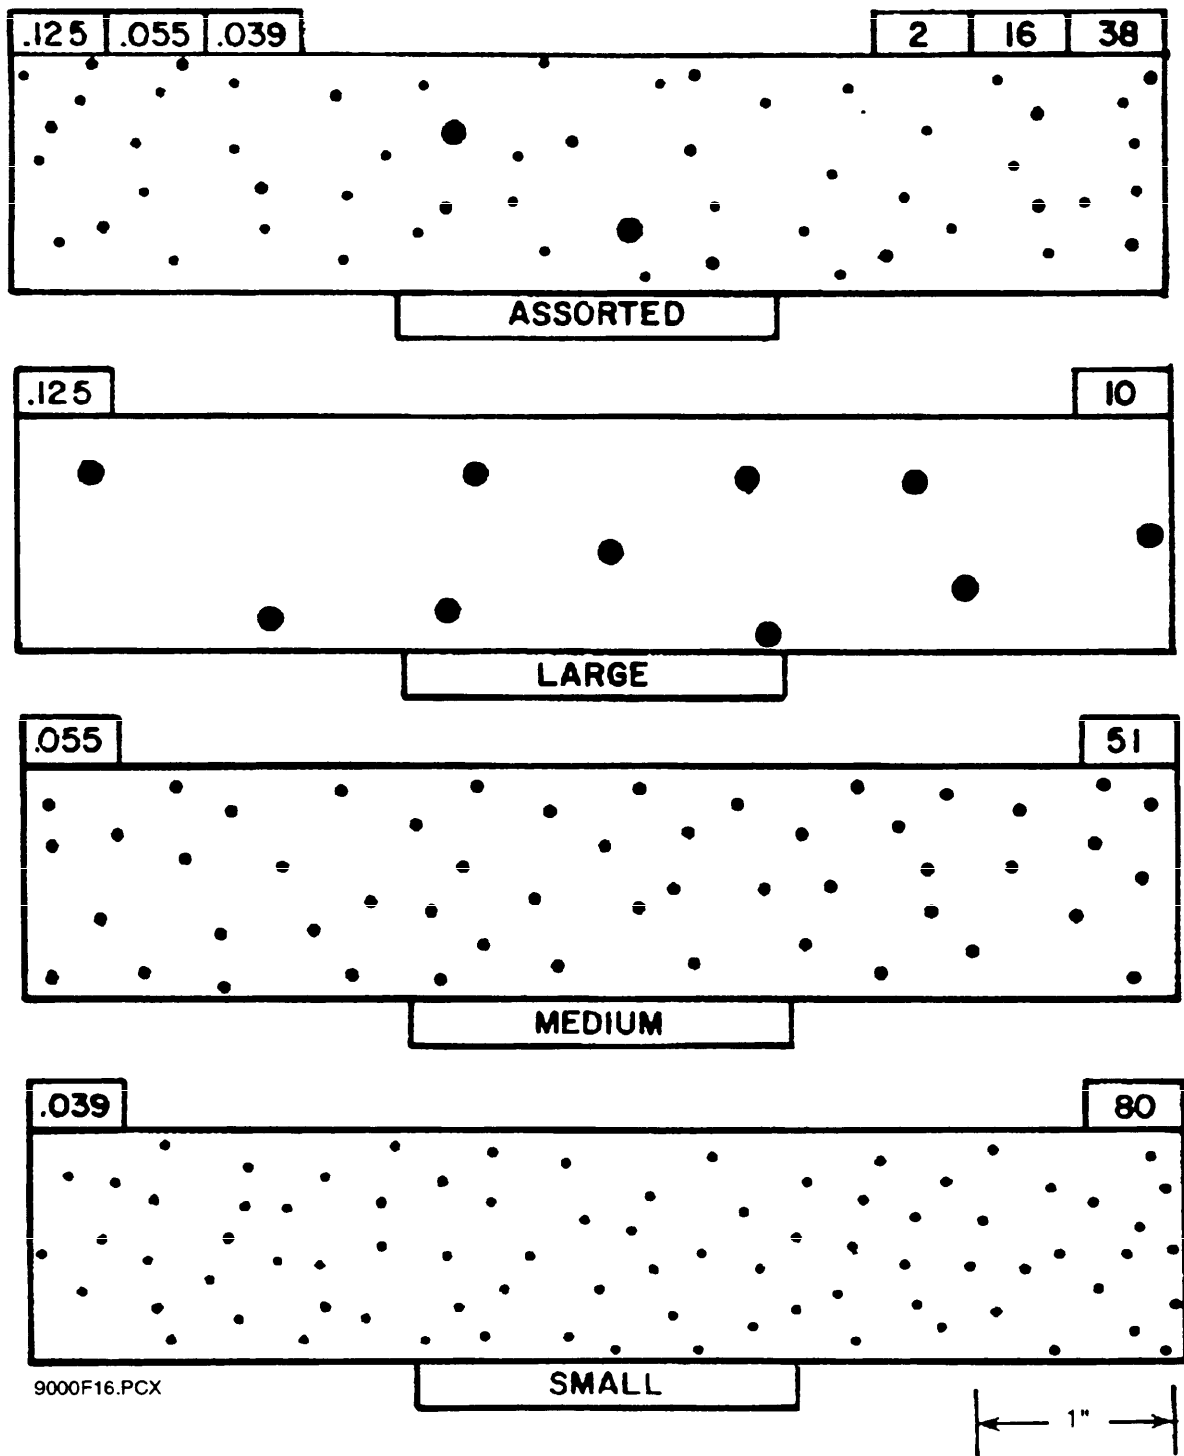 .125 .055 .039 2 16 38
ASSORTED
.125 10
LARGE
.055 51
MEDIUM
.039 80
SMALL
9000F16.PCX
1"